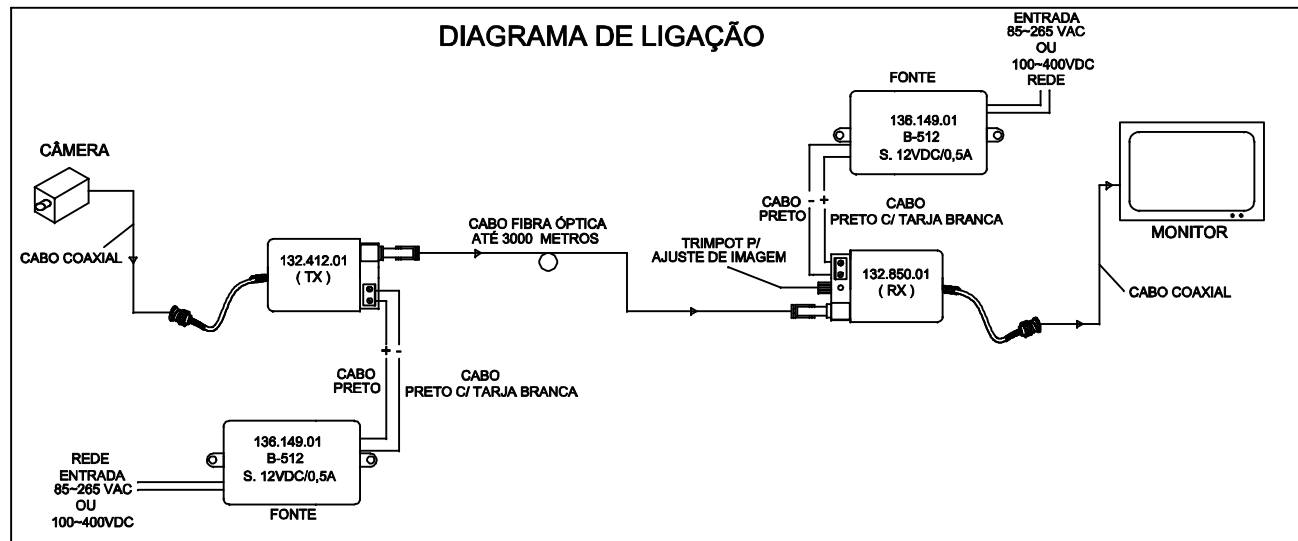 DIAGRAMA DE LIGAÇÃO
ENTRADA
85~265 VAC
OU
100~400VDC
REDE
FONTE
136.149.01
B-512
S. 12VDC/0,5A
CÂMERA
CABO COAXIAL
132.412.01
( TX )
CABO FIBRA ÓPTICA
ATÉ 3000 METROS
CABO
PRETO
- +
CABO
PRETO C/ TARJA BRANCA
TRIMPOT P/
AJUSTE DE IMAGEM
132.850.01
( RX )
MONITOR
CABO COAXIAL
+ -
CABO
PRETO
CABO
PRETO C/ TARJA BRANCA
136.149.01
B-512
S. 12VDC/0,5A
FONTE
REDE
ENTRADA
85~265 VAC
OU
100~400VDC